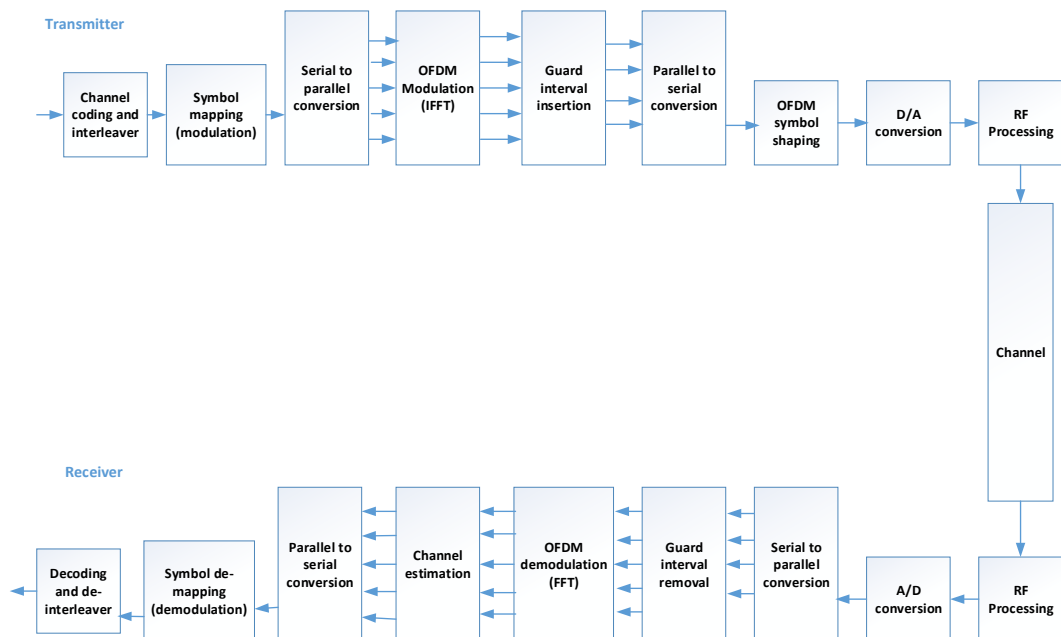 Transmitter
Channel
coding and
interleaver
Symbol
mapping
(modulation)
Serial to
parallel
conversion
OFDM
Modulation
(IFFT)
Guard
interval
insertion
Parallel to
serial
conversion
OFDM
symbol
shaping
D/A
conversion
RF
Processing
Channel
Receiver
Decoding
and de-
interleaver
Symbol de-
mapping
(demodulation)
Parallel to
serial
conversion
Channel
estimation
OFDM
demodulation
(FFT)
Guard
interval
removal
Serial to
parallel
conversion
A/D
conversion
RF
Processing